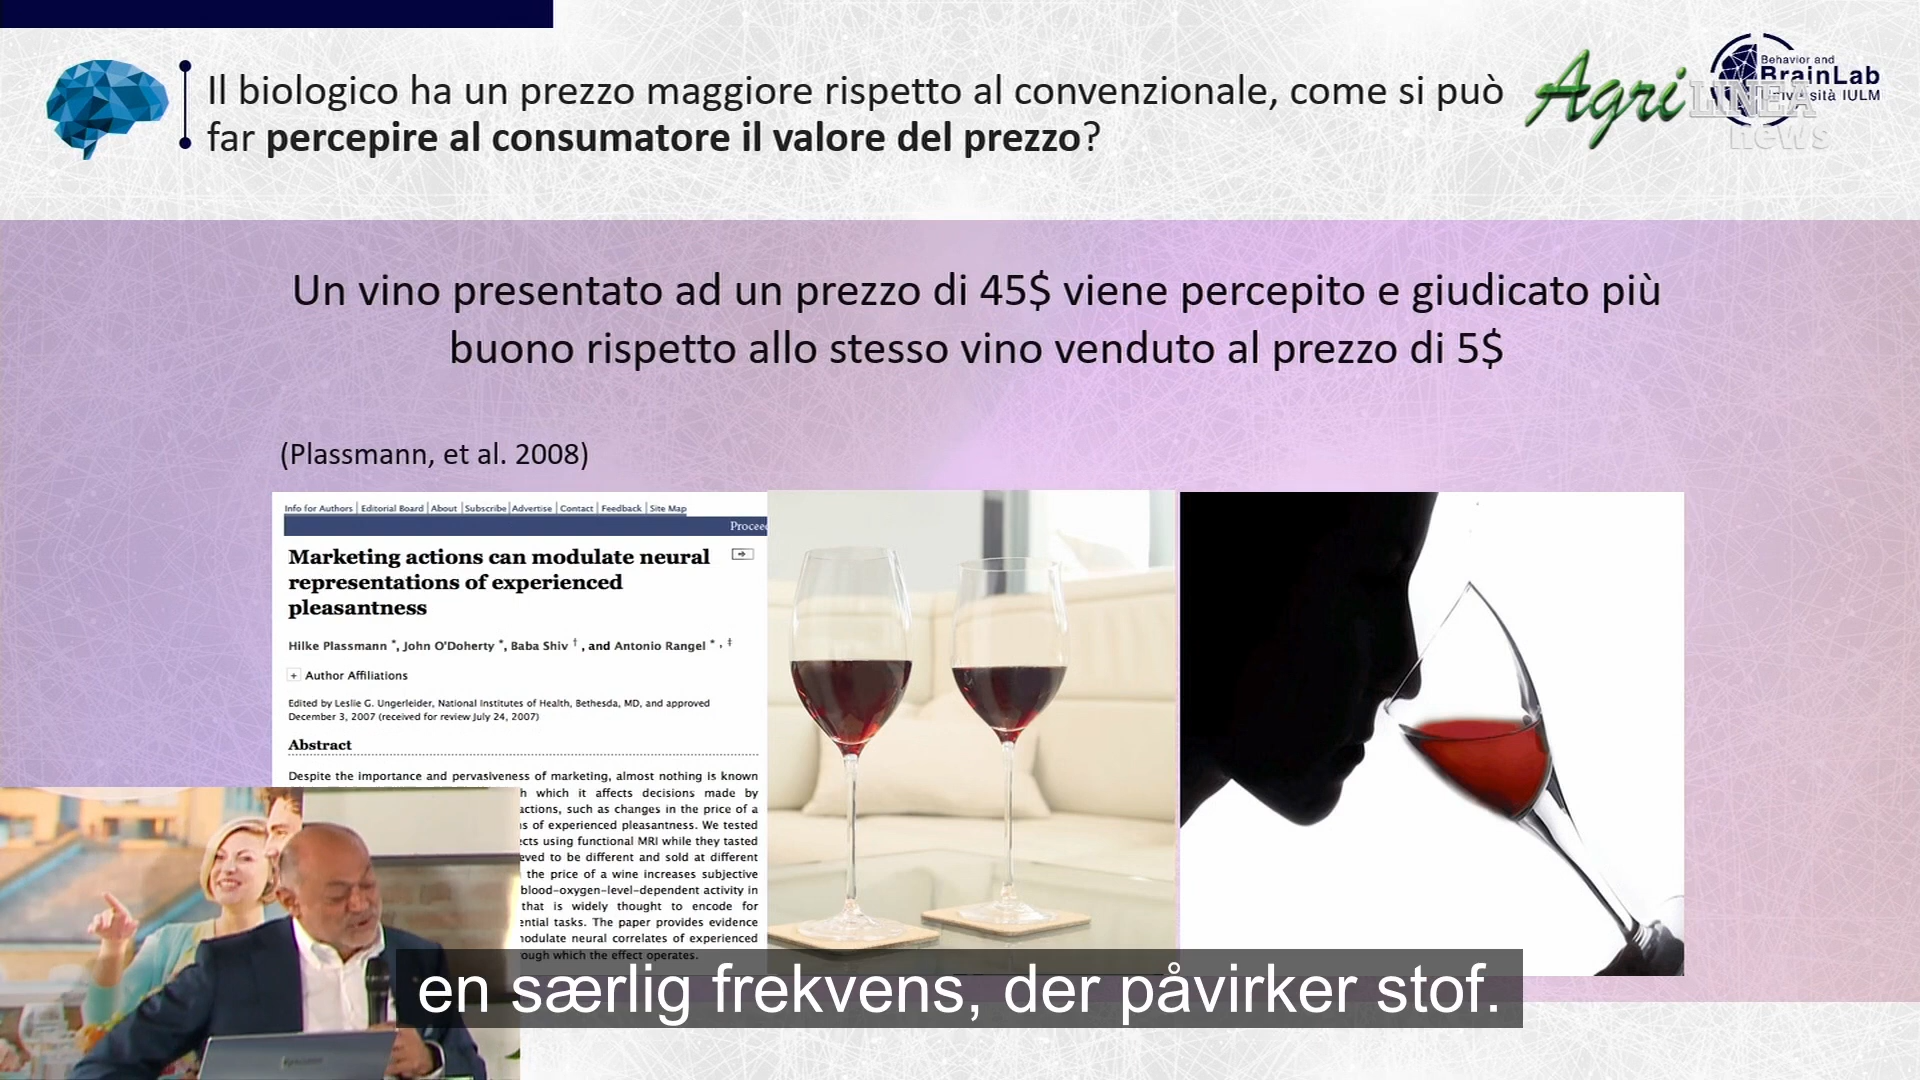 Il biologico ha un prezzo maggiore rispetto al convenzionale, come si può
far percepire al consumatore il valore del prezzo?
Agri LINEA
news
Behavior and
BrainLab
Università IULM
Un vino presentato ad un prezzo di 45$ viene percepito e giudicato più
buono rispetto allo stesso vino venduto al prezzo di 5$
(Plassmann, et al. 2008)
Info for Authors | Editorial Board | About | Subscribe | Advertise | Contact | Feedback | Site Map
Proceed
Marketing actions can modulate neural
representations of experienced
pleasantness
Hilke Plassmann *, John O'Doherty *, Baba Shiv †, and Antonio Rangel *, ‡
+ Author Affiliations
Edited by Leslie G. Ungerleider, National Institutes of Health, Bethesda, MD, and approved
December 3, 2007 (received for review July 24, 2007)
Abstract
Despite the importance and pervasiveness of marketing, almost nothing is known
which it affects decisions made by
actions, such as changes in the price of a
of experienced pleasantness. We tested
using functional MRI while they tasted
to be different and sold at different
the price of a wine increases subjective
blood-oxygen-level-dependent activity in
that is widely thought to encode for
tasks. The paper provides evidence
modulate neural correlates of experienced
which the effect operates.
en særlig frekvens, der påvirker stof.